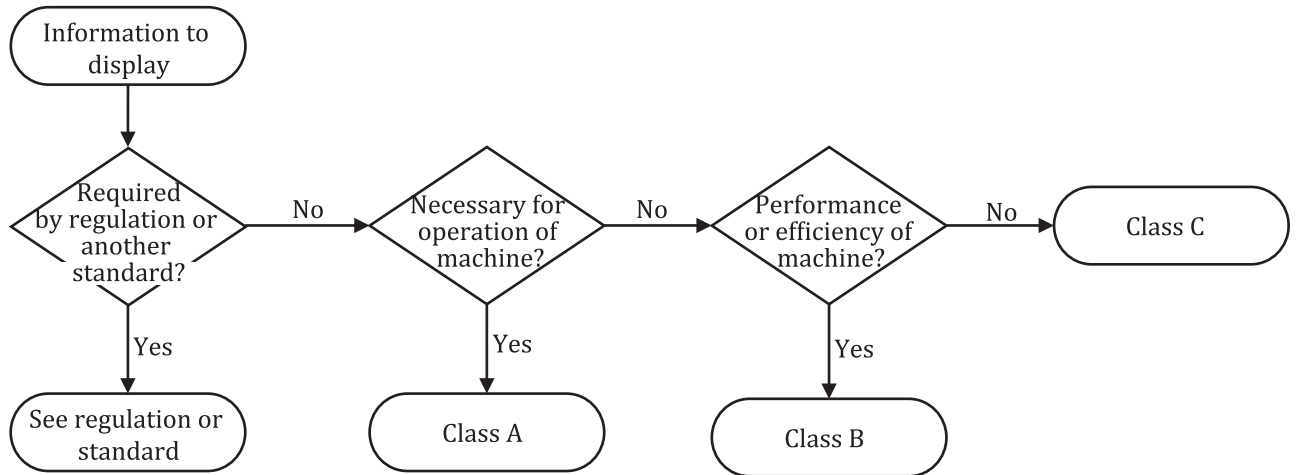 Information to
display
Required
by regulation or
another
standard?
No
Necessary for
operation of
machine?
No
Performance
or efficiency of
machine?
No
Class C
Yes
Yes
Yes
See regulation or
standard
Class A
Class B